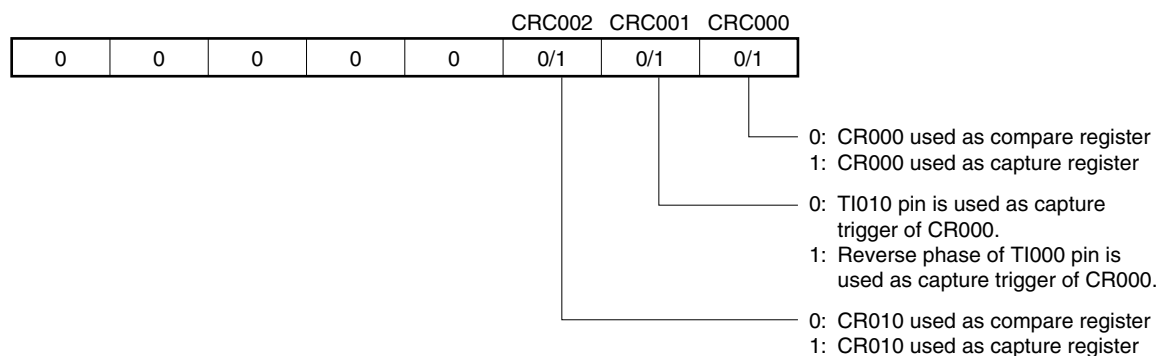 CRC002 CRC001 CRC000
0 0 0 0 0 0/1 0/1 0/1
0: CR000 used as compare register
1: CR000 used as capture register
0: TI010 pin is used as capture
trigger of CR000.
1: Reverse phase of TI000 pin is
used as capture trigger of CR000.
0: CR010 used as compare register
1: CR010 used as capture register